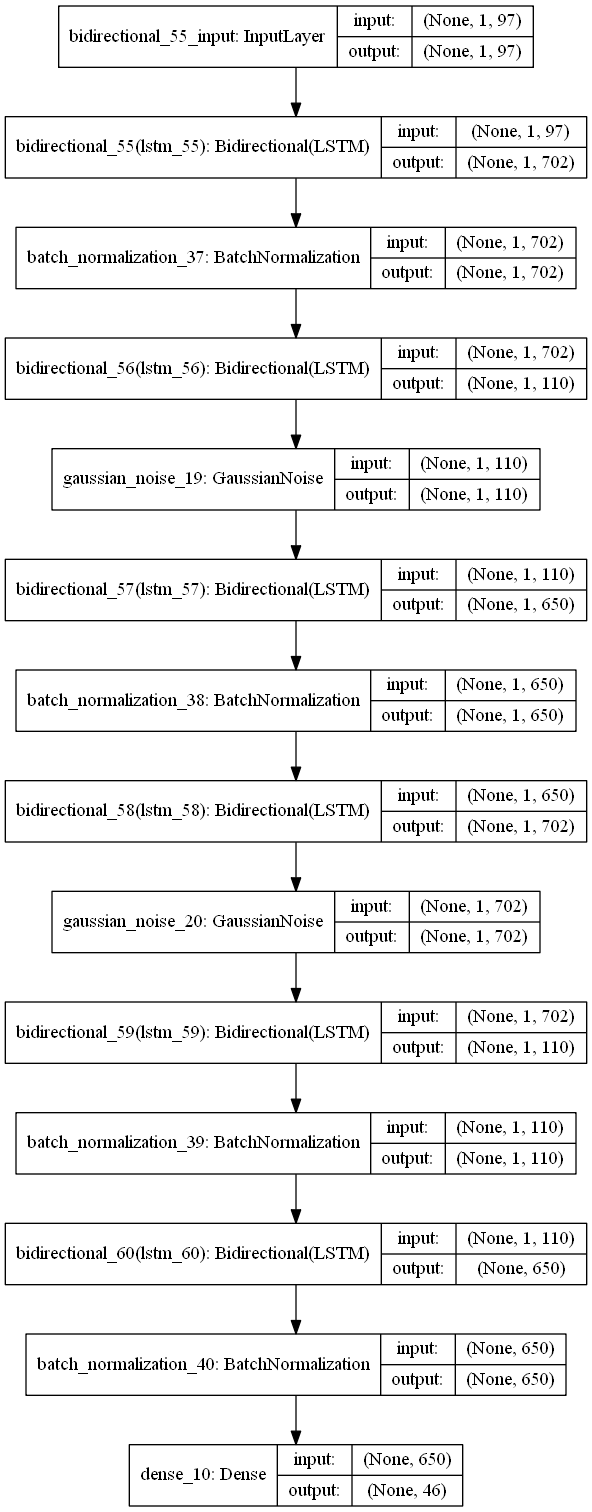 bidirectional_55_input: InputLayer
input: (None, 1, 97)
output: (None, 1, 97)
bidirectional_55(lstm_55): Bidirectional(LSTM)
input: (None, 1, 97)
output: (None, 1, 702)
batch_normalization_37: BatchNormalization
input: (None, 1, 702)
output: (None, 1, 702)
bidirectional_56(lstm_56): Bidirectional(LSTM)
input: (None, 1, 702)
output: (None, 1, 110)
gaussian_noise_19: GaussianNoise
input: (None, 1, 110)
output: (None, 1, 110)
bidirectional_57(lstm_57): Bidirectional(LSTM)
input: (None, 1, 110)
output: (None, 1, 650)
batch_normalization_38: BatchNormalization
input: (None, 1, 650)
output: (None, 1, 650)
bidirectional_58(lstm_58): Bidirectional(LSTM)
input: (None, 1, 650)
output: (None, 1, 702)
gaussian_noise_20: GaussianNoise
input: (None, 1, 702)
output: (None, 1, 702)
bidirectional_59(lstm_59): Bidirectional(LSTM)
input: (None, 1, 702)
output: (None, 1, 110)
batch_normalization_39: BatchNormalization
input: (None, 1, 110)
output: (None, 1, 110)
bidirectional_60(lstm_60): Bidirectional(LSTM)
input: (None, 1, 110)
output: (None, 650)
batch_normalization_40: BatchNormalization
input: (None, 650)
output: (None, 650)
dense_10: Dense
input: (None, 650)
output: (None, 46)